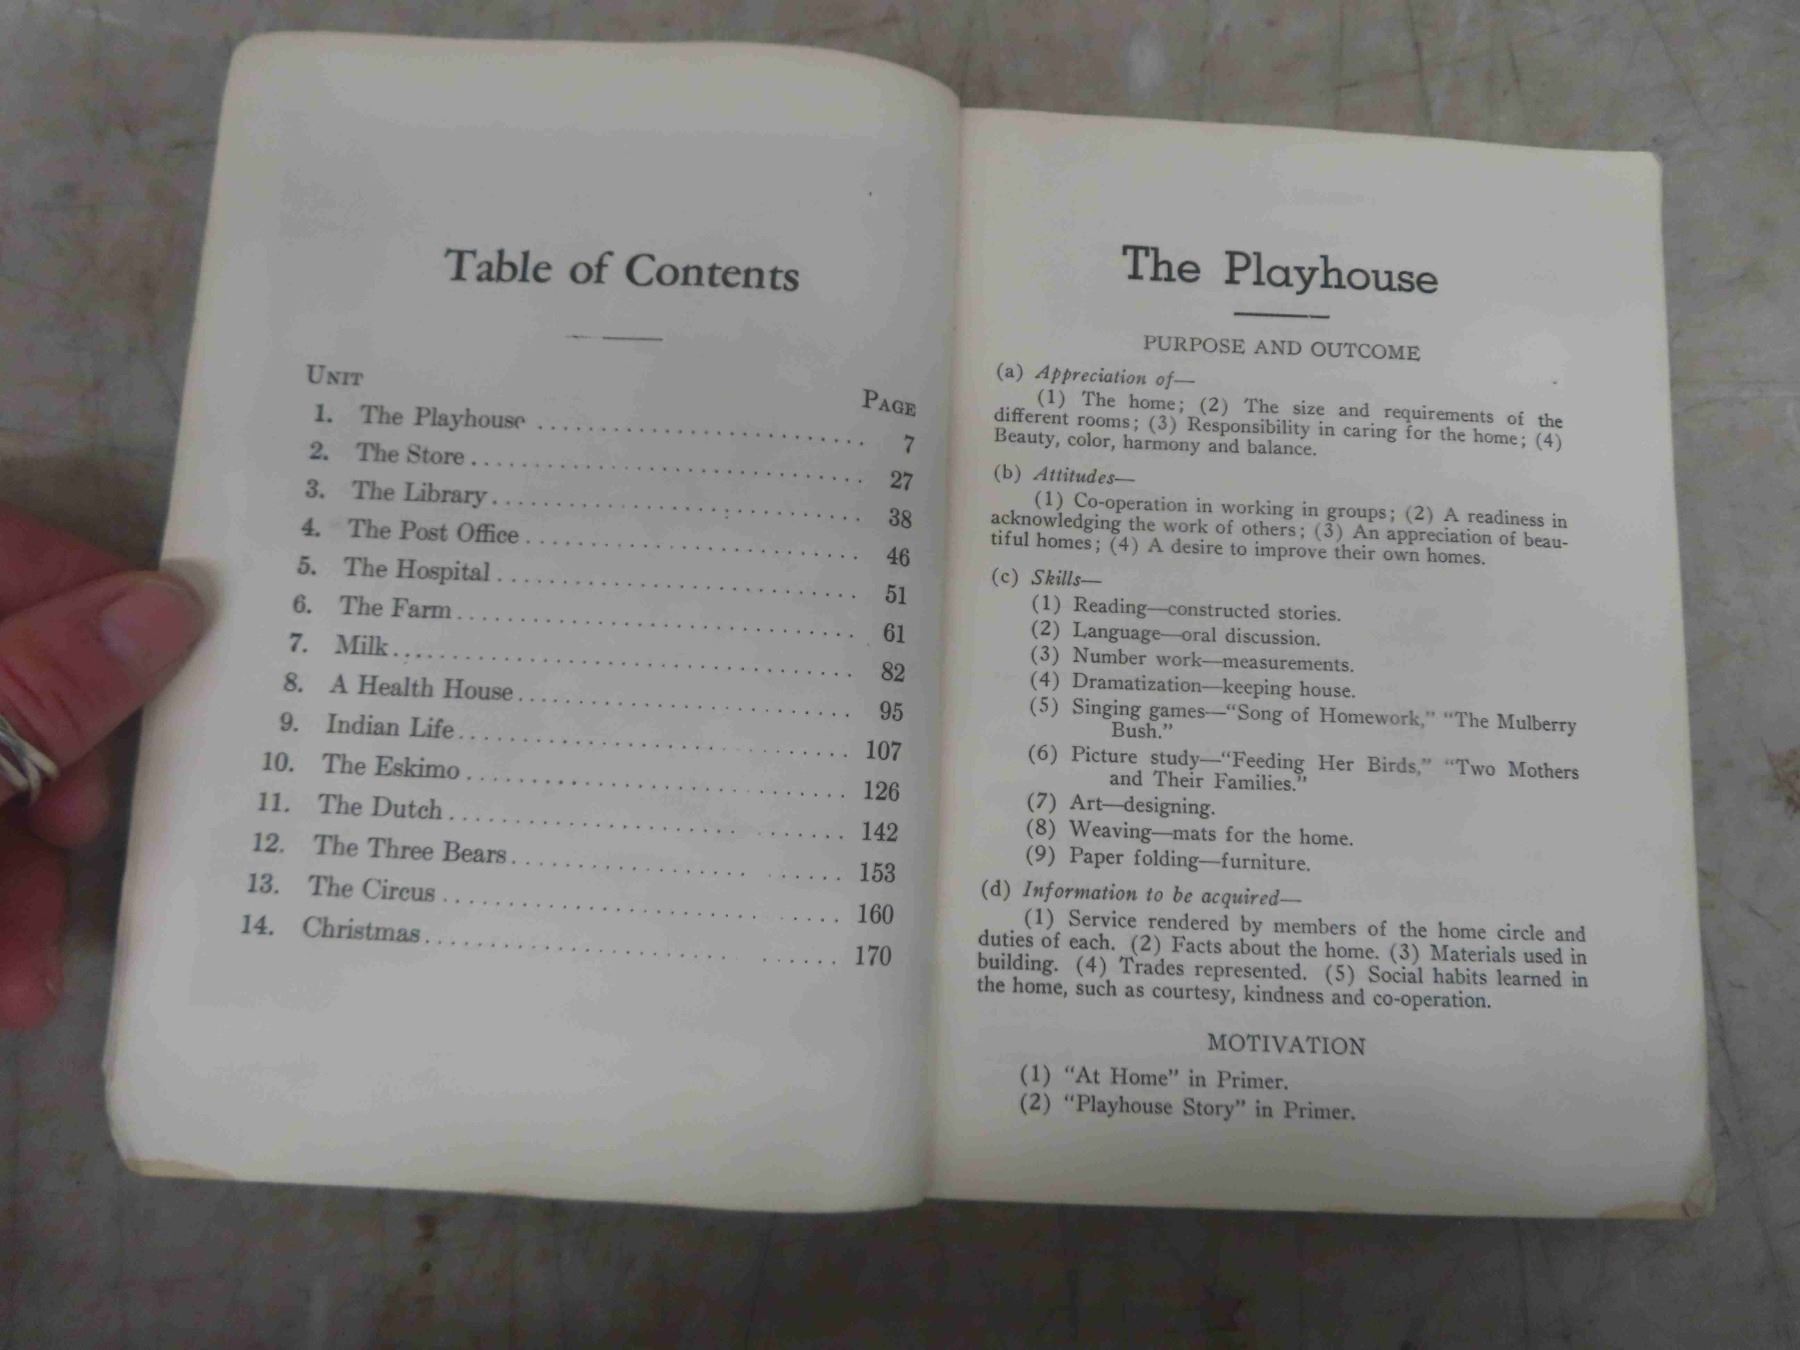 Table of Contents
UNIT
PAGE
1. The Playhouse 7
2. The Store 27
3. The Library 38
4. The Post Office 46
5. The Hospital 51
6. The Farm 61
7. Milk 82
8. A Health House 95
9. Indian Life 107
10. The Eskimo 126
11. The Dutch 142
12. The Three Bears 153
13. The Circus 160
14. Christmas 170
The Playhouse
PURPOSE AND OUTCOME
(a) Appreciation of—
(1) The home; (2) The size and requirements of the
different rooms; (3) Responsibility in caring for the home; (4)
Beauty, color, harmony and balance.
(b) Attitudes—
(1) Co-operation in working in groups; (2) A readiness in
acknowledging the work of others; (3) An appreciation of beau-
tiful homes; (4) A desire to improve their own homes.
(c) Skills—
(1) Reading—constructed stories.
(2) Language—oral discussion.
(3) Number work—measurements.
(4) Dramatization—keeping house.
(5) Singing games—“Song of Homework,” “The Mulberry
Bush.”
(6) Picture study—“Feeding Her Birds,” “Two Mothers
and Their Families.”
(7) Art—designing.
(8) Weaving—mats for the home.
(9) Paper folding—furniture.
(d) Information to be acquired—
(1) Service rendered by members of the home circle and
duties of each. (2) Facts about the home. (3) Materials used in
building. (4) Trades represented. (5) Social habits learned in
the home, such as courtesy, kindness and co-operation.
MOTIVATION
(1) “At Home” in Primer.
(2) “Playhouse Story” in Primer.